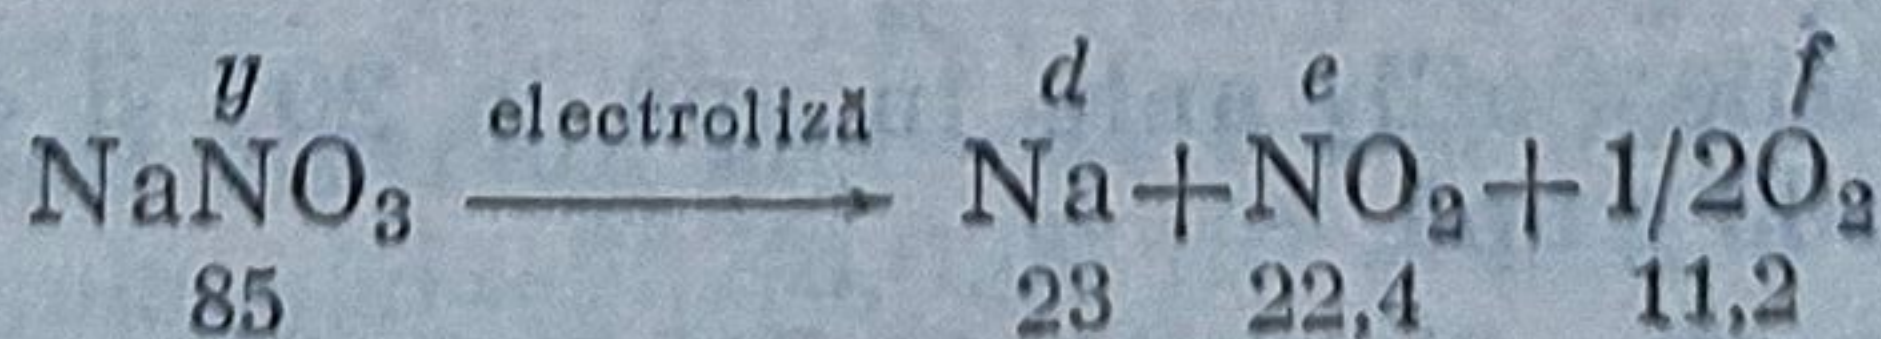 y d e f
electroliză
NaNO₃ → Na+NO₂+1/2O₂
85 23 22,4 11,2